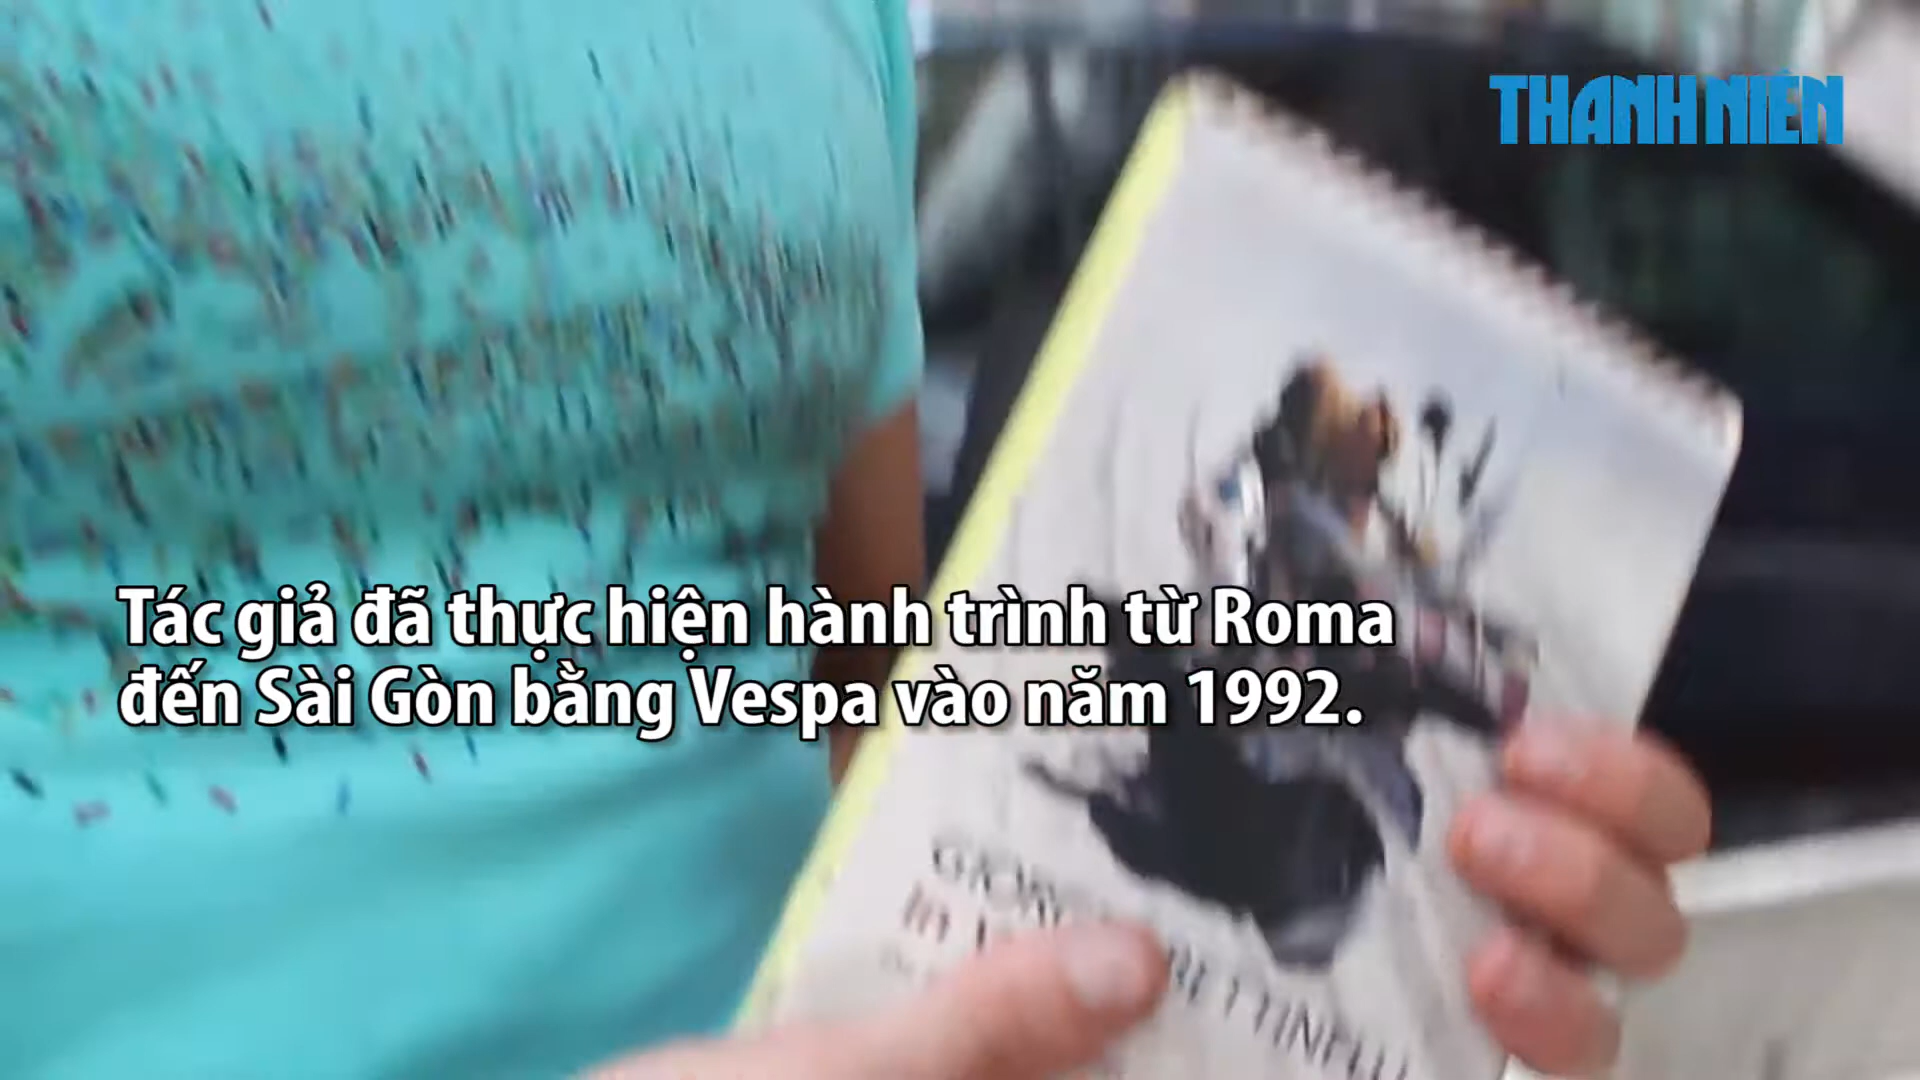 THANH NIÊN
Tác giả đã thực hiện hành trình từ Roma
đến Sài Gòn bằng Vespa vào năm 1992.
In